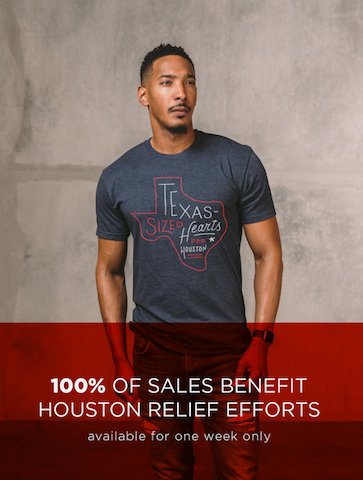 TEXAS-
SIZED Hearts
FOR
HOUSTON
100% OF SALES BENEFIT
HOUSTON RELIEF EFFORTS
available for one week only